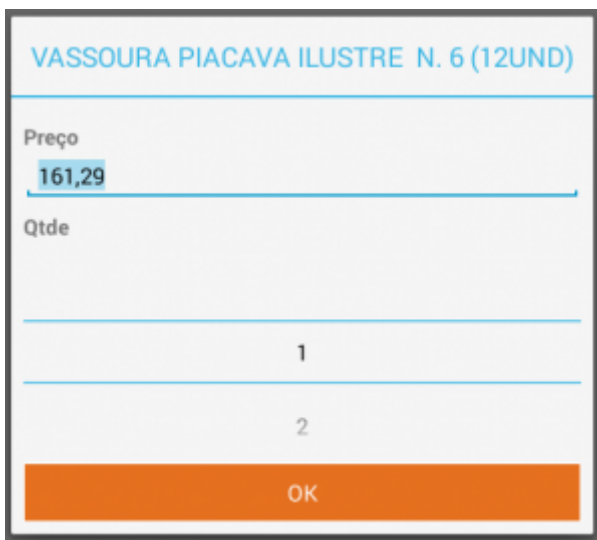 VASSOURA PIACAVA ILUSTRE N. 6 (12UND)
Preço
161,29
Qtde
1
2
OK